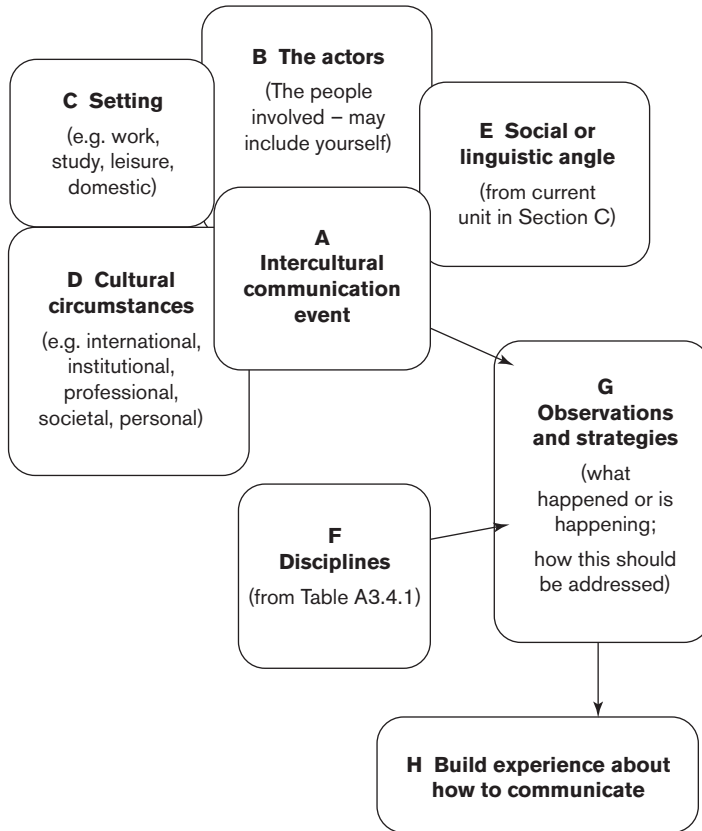 B The actors
(The people
involved – may
include yourself)
C Setting
(e.g. work,
study, leisure,
domestic)
E Social or
linguistic angle
(from current
unit in Section C)
A
Intercultural
communication
event
D Cultural
circumstances
(e.g. international,
institutional,
professional,
societal, personal)
G
Observations
and strategies
(what
happened or is
happening;
how this should
be addressed)
F
Disciplines
(from Table A3.4.1)
H Build experience about
how to communicate